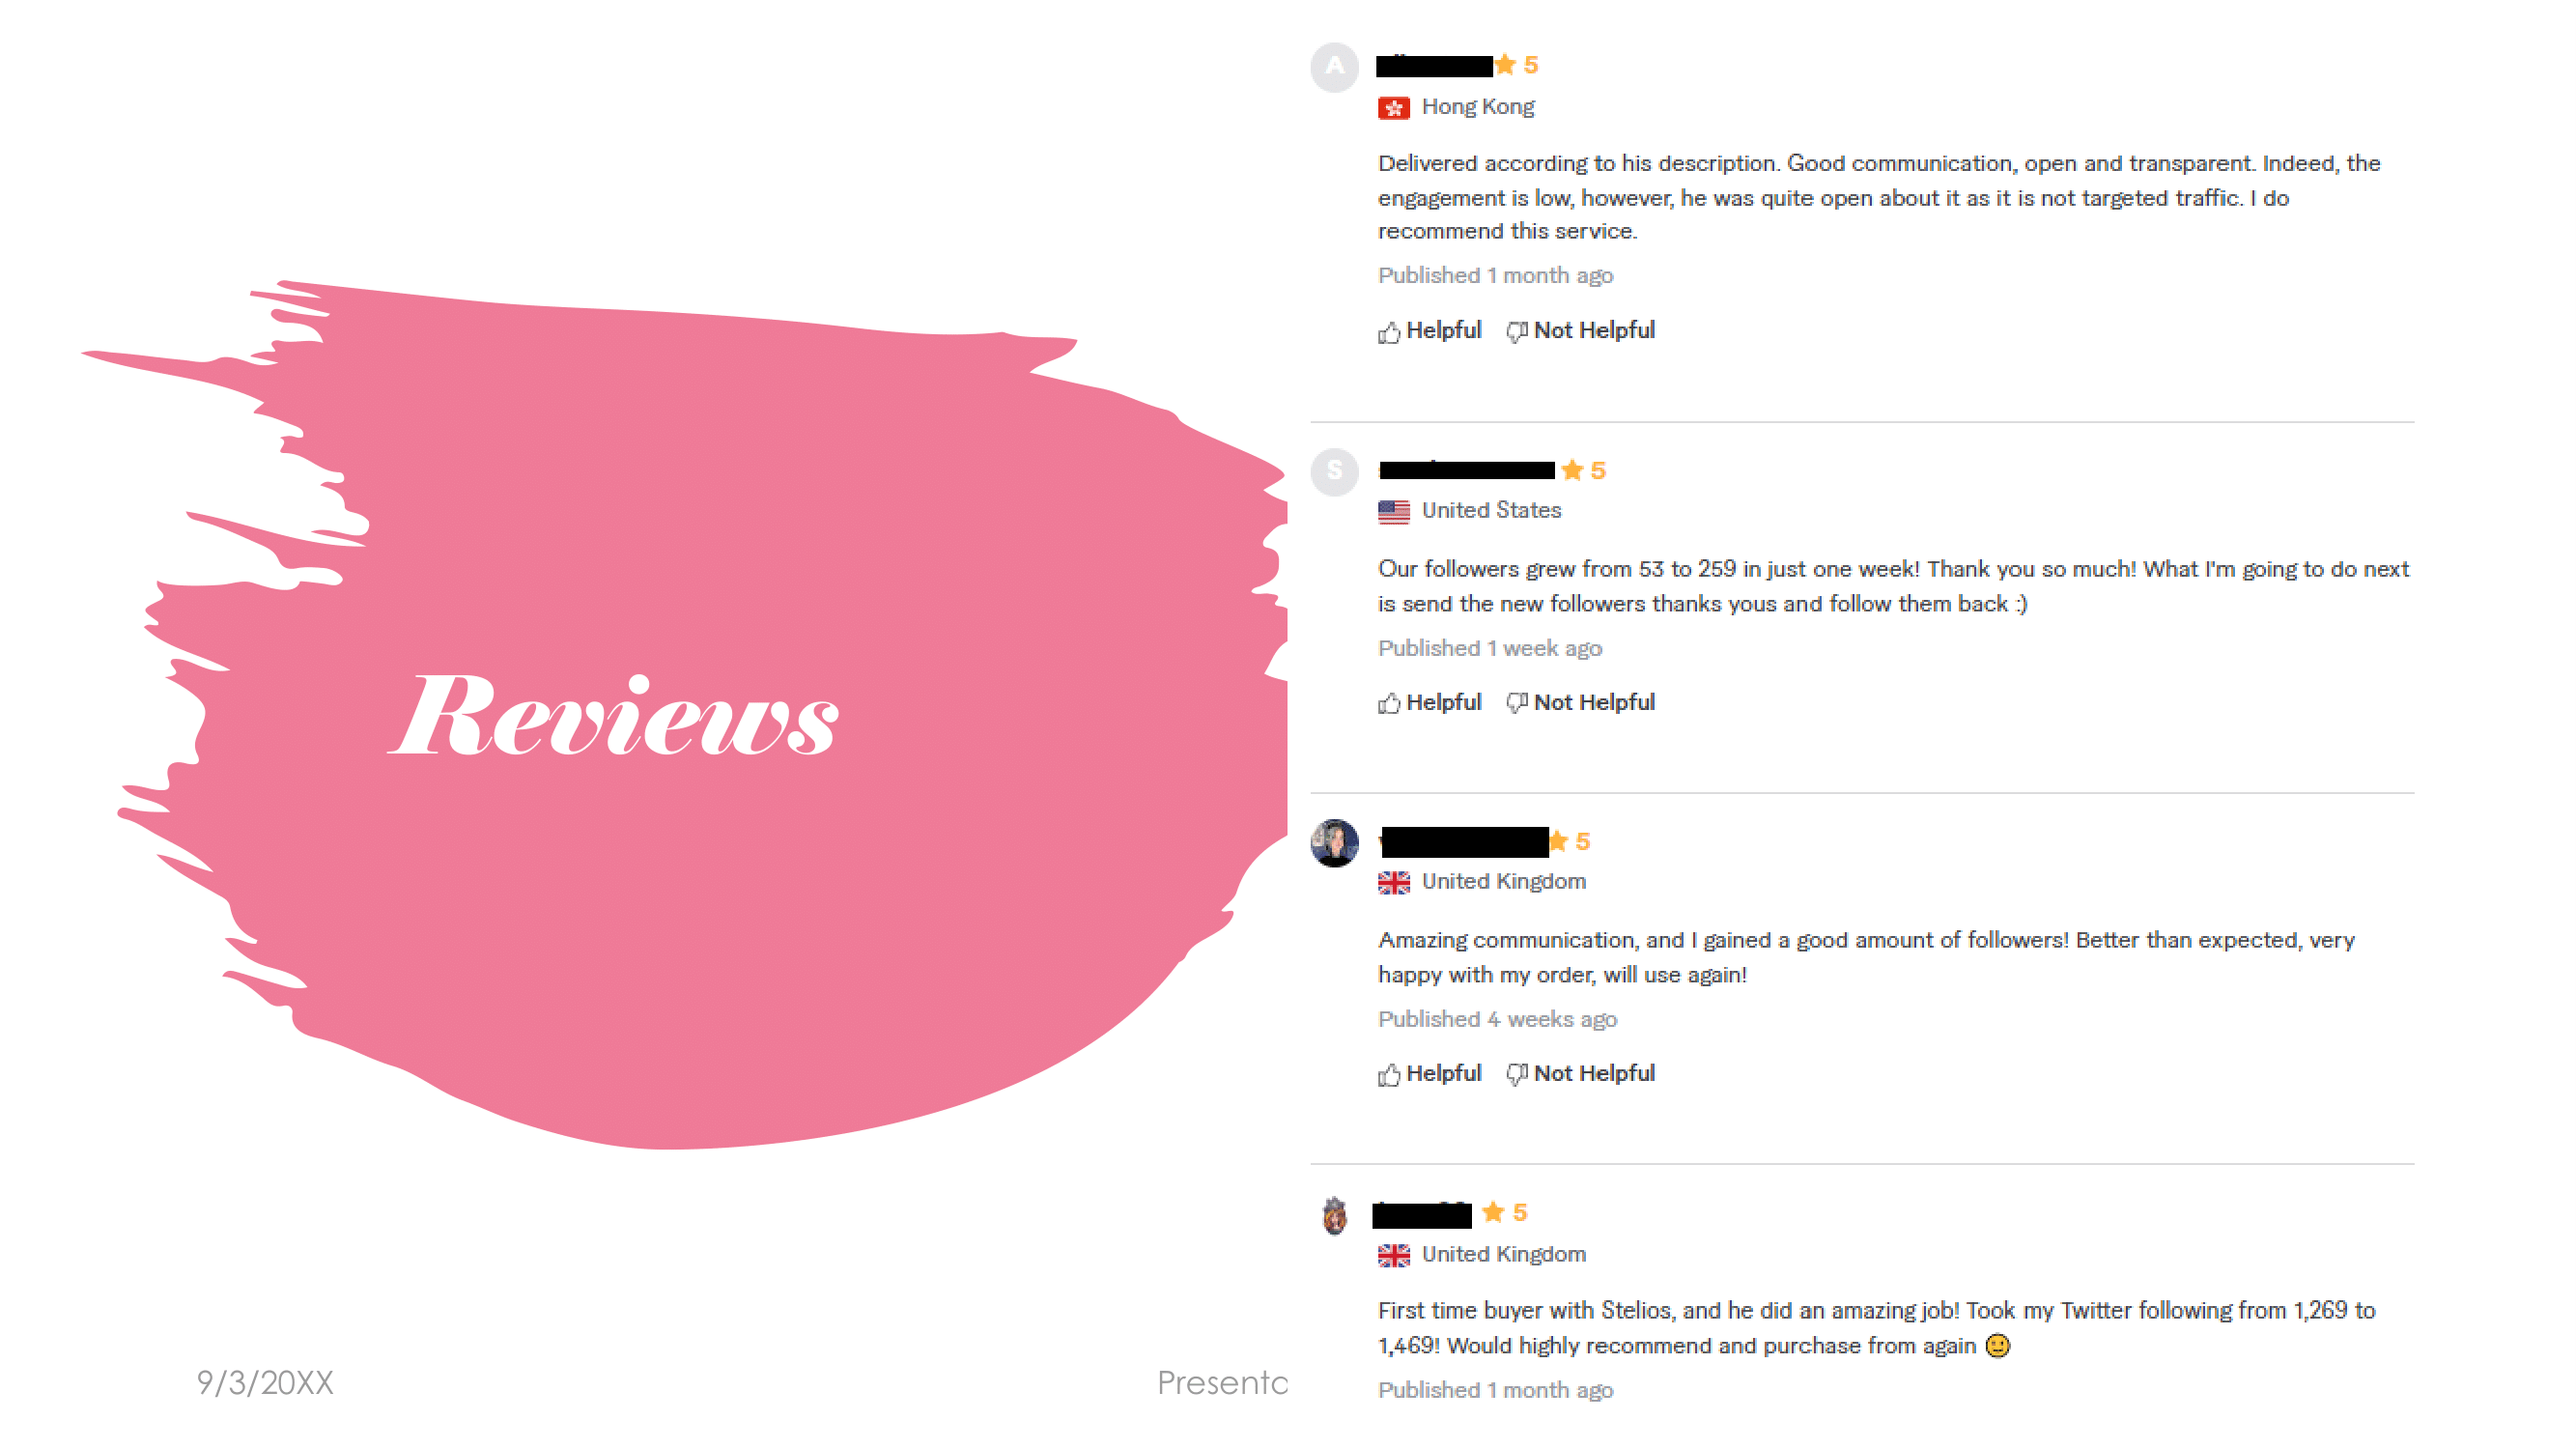 Reviews
9/3/20XX
Presenta
A
5
Hong Kong
Delivered according to his description. Good communication, open and transparent. Indeed, the
engagement is low, however, he was quite open about it as it is not targeted traffic. I do
recommend this service.
Published 1 month ago
Helpful Not Helpful
S
5
United States
Our followers grew from 53 to 259 in just one week! Thank you so much! What I'm going to do next
is send the new followers thanks yous and follow them back :)
Published 1 week ago
Helpful Not Helpful
5
United Kingdom
Amazing communication, and I gained a good amount of followers! Better than expected, very
happy with my order, will use again!
Published 4 weeks ago
Helpful Not Helpful
5
United Kingdom
First time buyer with Stelios, and he did an amazing job! Took my Twitter following from 1,269 to
1,469! Would highly recommend and purchase from again 🙂
Published 1 month ago